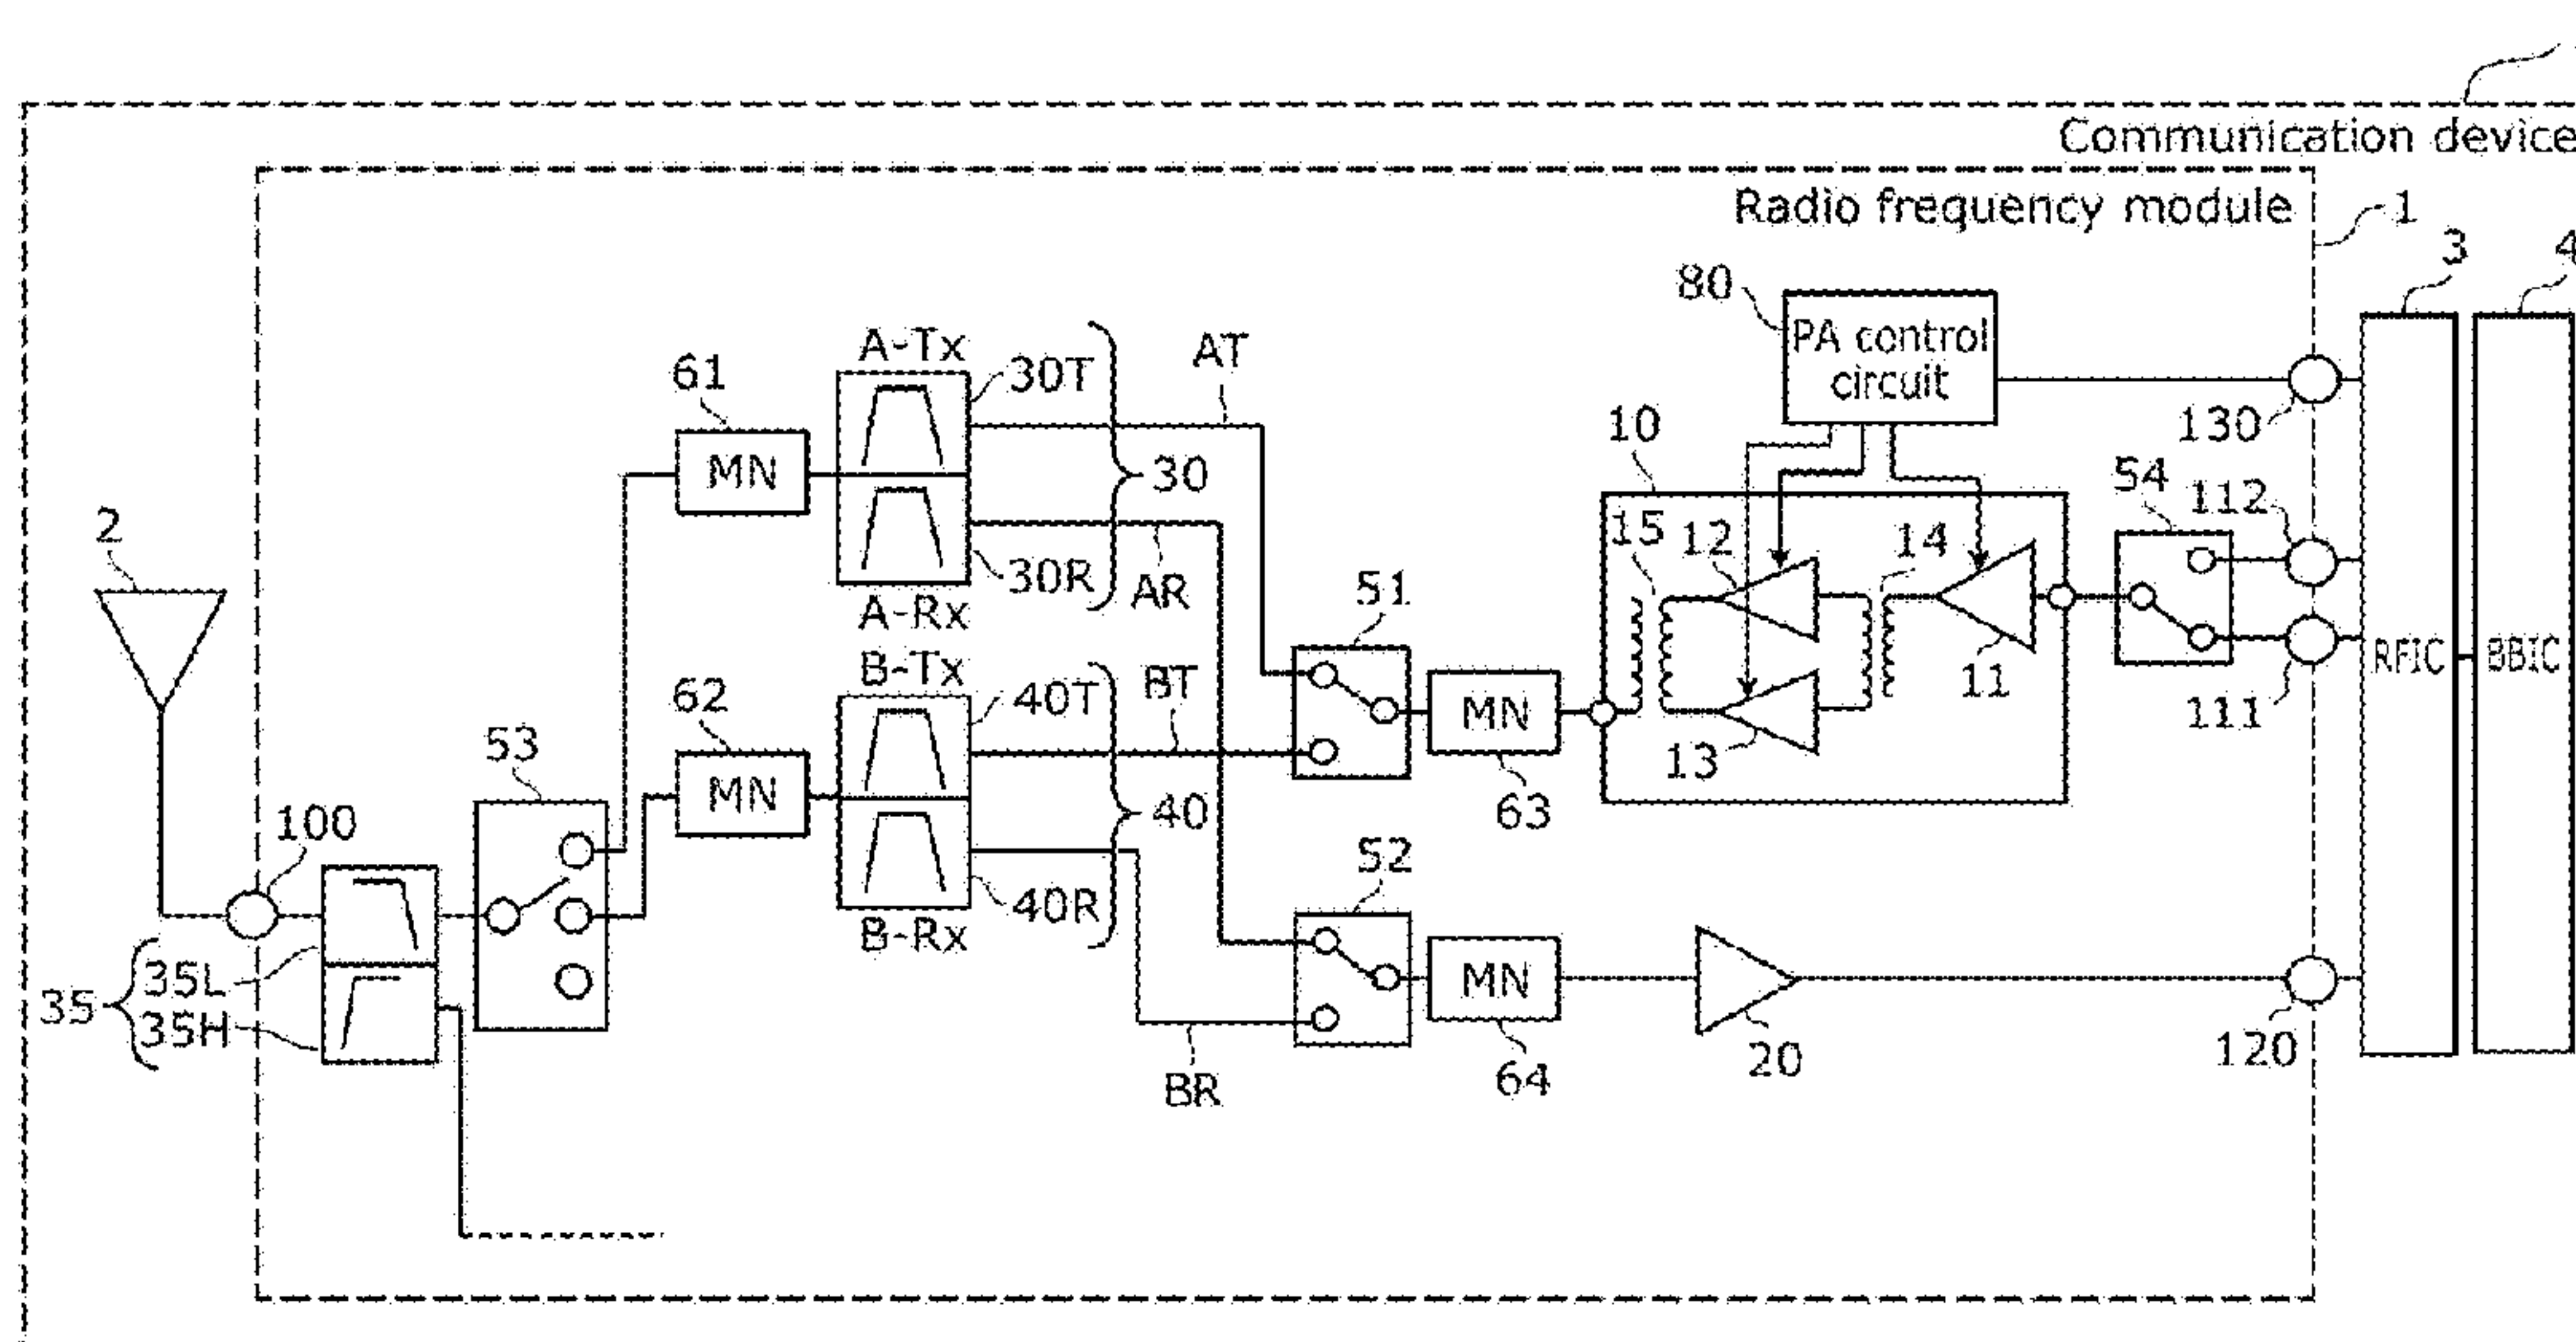 Communication device
Radio frequency module
1
3
4
80
PA control
circuit
130
A-Tx
30T
AT
61
MN
30
30R
A-Rx
AR
10
15
12
14
54
112
11
13
111
RFIC
BBIC
2
51
MN
63
B-Tx
40T
BT
62
MN
40
40R
B-Rx
53
100
35
35L
35H
52
MN
64
20
120
BR